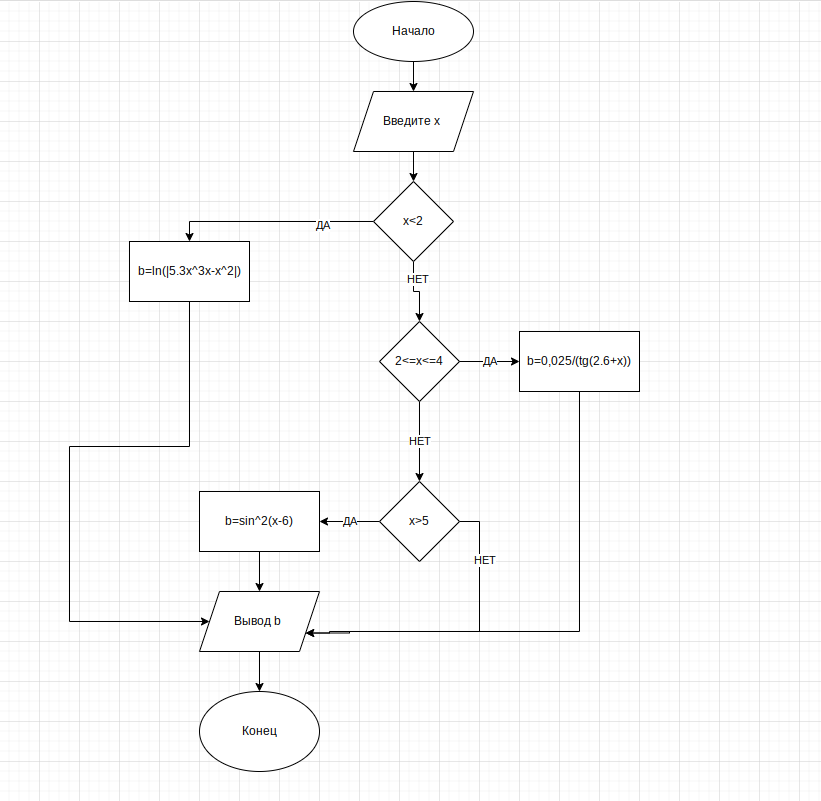 Начало
Введите x
x<2
ДА
b=ln(|5.3x^3x-x^2|)
НЕТ
2<=x<=4
ДА
b=0,025/(tg(2.6+x))
НЕТ
b=sin^2(x-6)
ДА
x>5
НЕТ
Вывод b
Конец